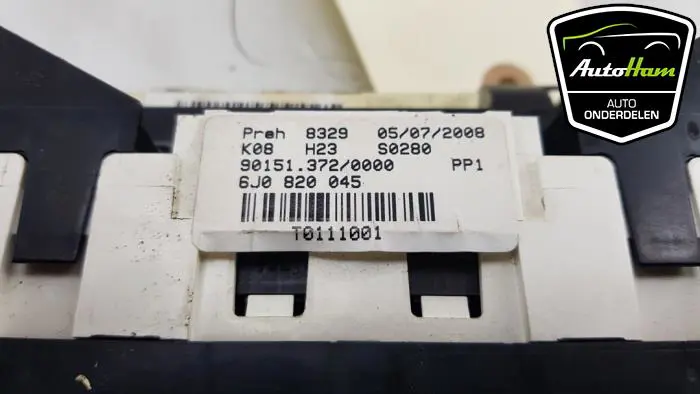 Preh 8329 05/07/2008
K08 H23 S0280
90151.372/0000 PP1
6J0 820 045
T0111001
AutoHam
AUTO
ONDERDELEN